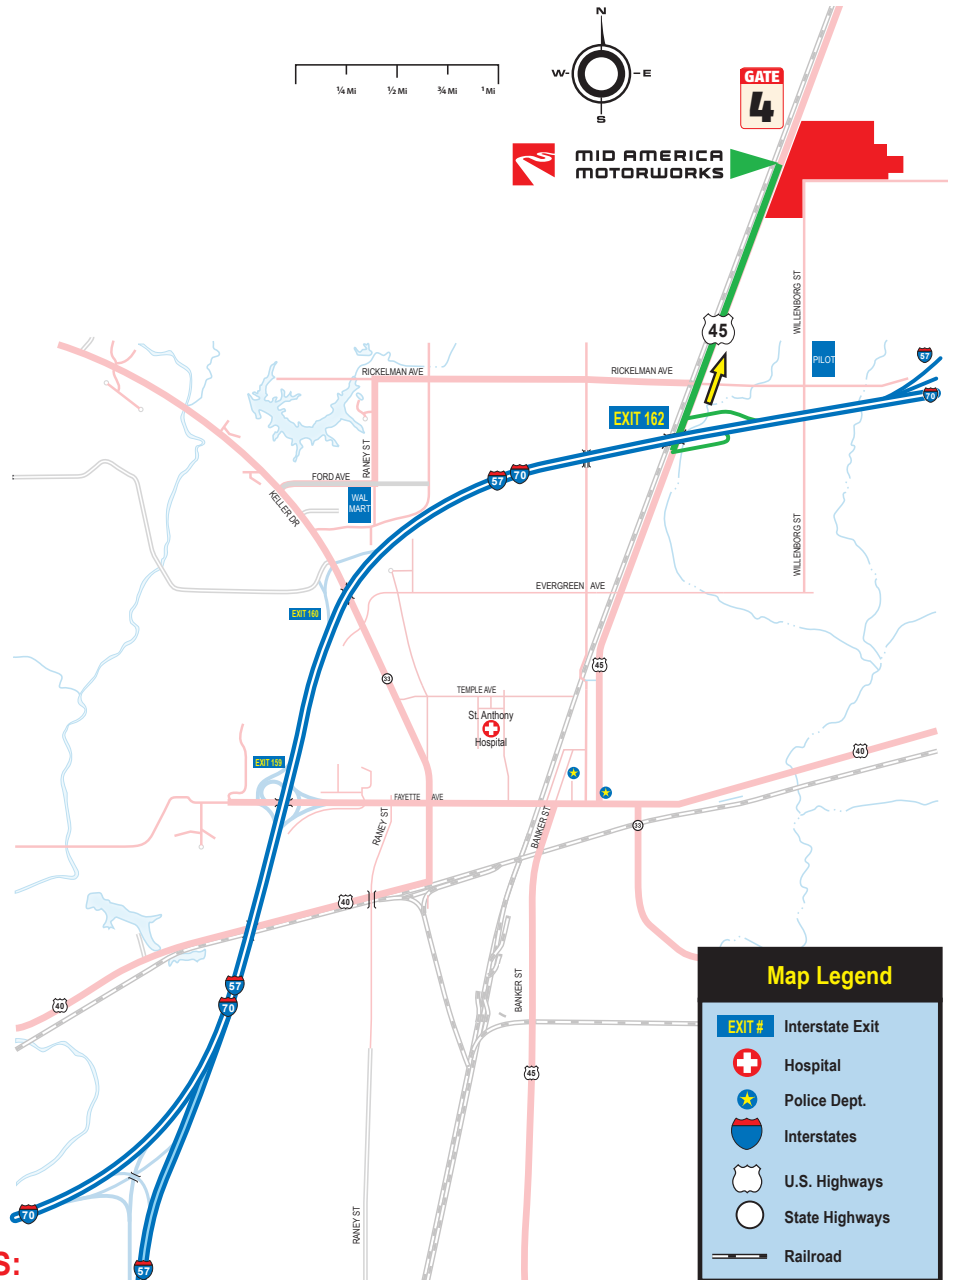 N
W
E
S
¼ Mi
½ Mi
¾ Mi
1 Mi
GATE
4
MID AMERICA
MOTORWORKS
WILLENBORG ST
45
PILOT
57
70
RICKELMAN AVE
RICKELMAN AVE
EXIT 162
RANEY ST
FORD AVE
57
70
WAL
MART
KELLER DR
WILLENBORG ST
EVERGREEN AVE
EXIT 160
45
33
TEMPLE AVE
St. Anthony
Hospital
40
EXIT 159
FAYETTE AVE
RANEY ST
BANKER ST
33
40
57
70
40
BANKER ST
45
RANEY ST
70
57
S:
Map Legend
EXIT #
Interstate Exit
Hospital
Police Dept.
Interstates
U.S. Highways
State Highways
Railroad